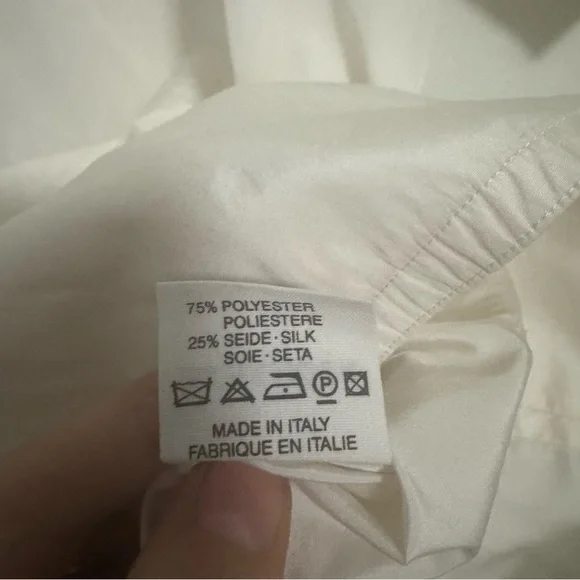 75% POLYESTER
POLIESTERE
25% SEIDE·SILK
SOIE·SETA
P
MADE IN ITALY
FABRIQUE EN ITALIE